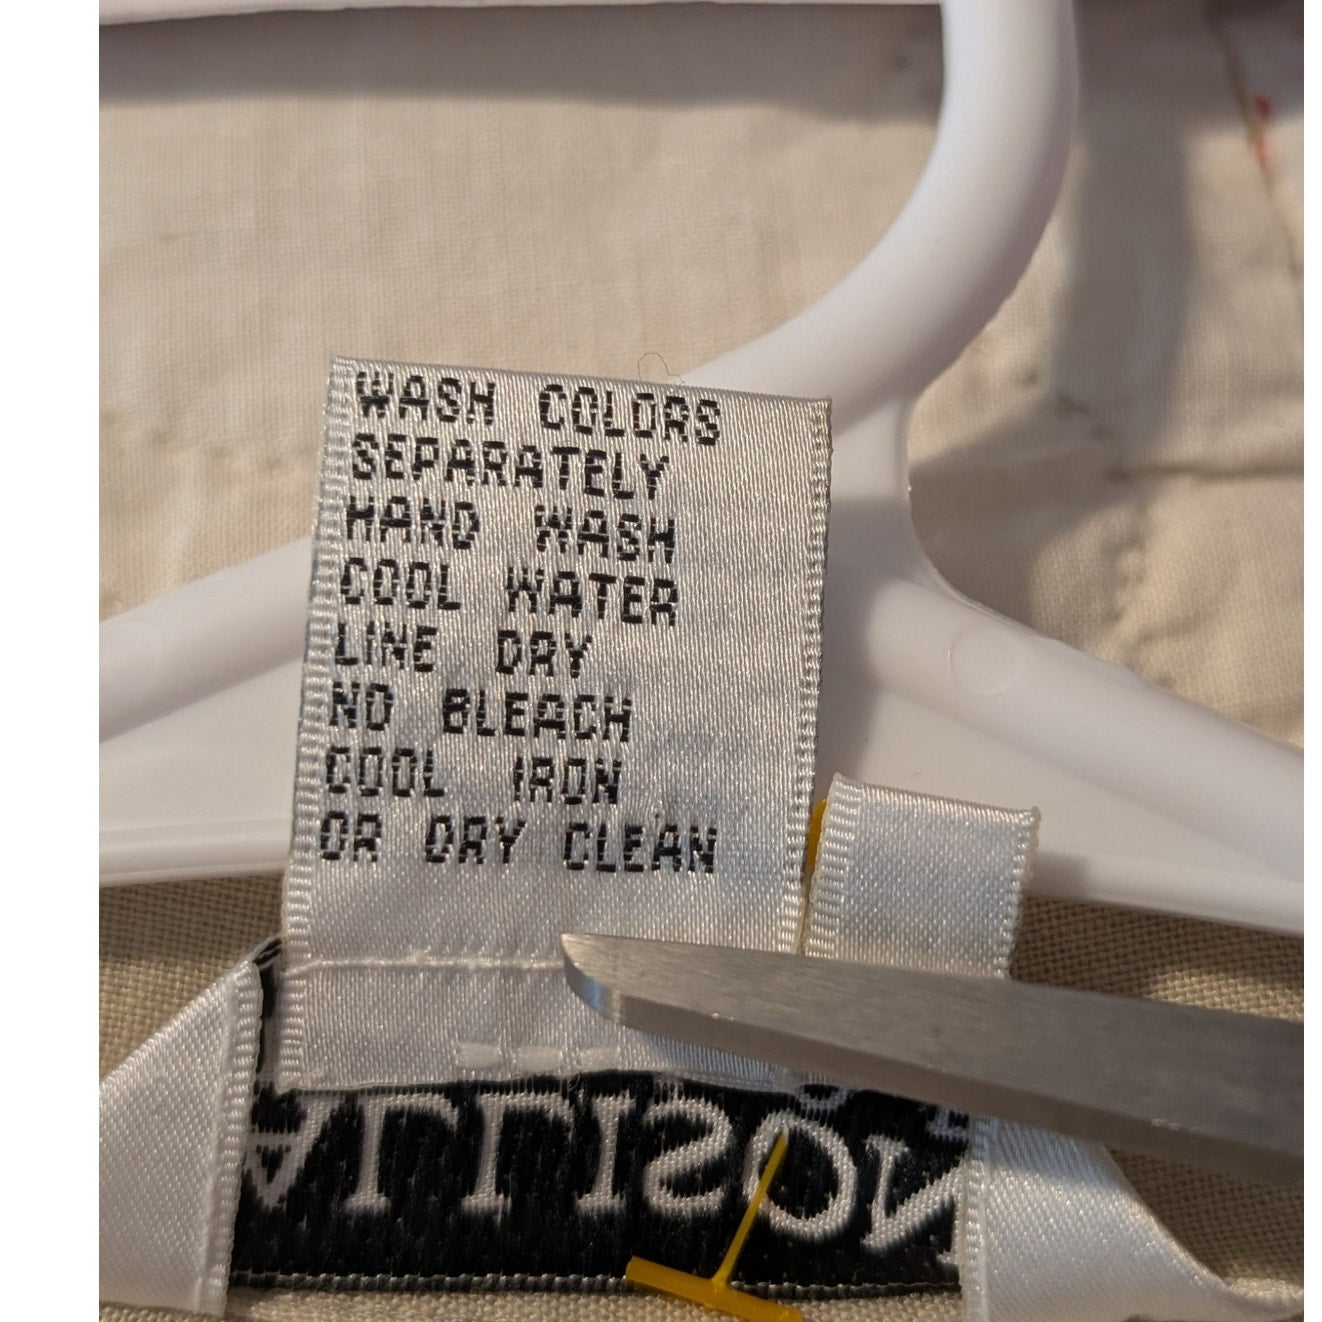 WASH COLORS
SEPARATELY
HAND WASH
COOL WATER
LINE DRY
NO BLEACH
COOL IRON
OR DRY CLEAN